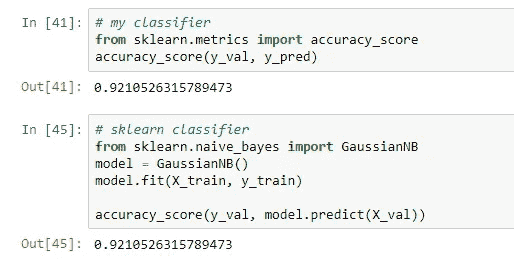 In [41]: # my classifier
from sklearn.metrics import accuracy_score
accuracy_score(y_val, y_pred)
Out[41]: 0.9210526315789473
In [45]: # sklearn classifier
from sklearn.naive_bayes import GaussianNB
model = GaussianNB()
model.fit(X_train, y_train)
accuracy_score(y_val, model.predict(X_val))
Out[45]: 0.9210526315789473